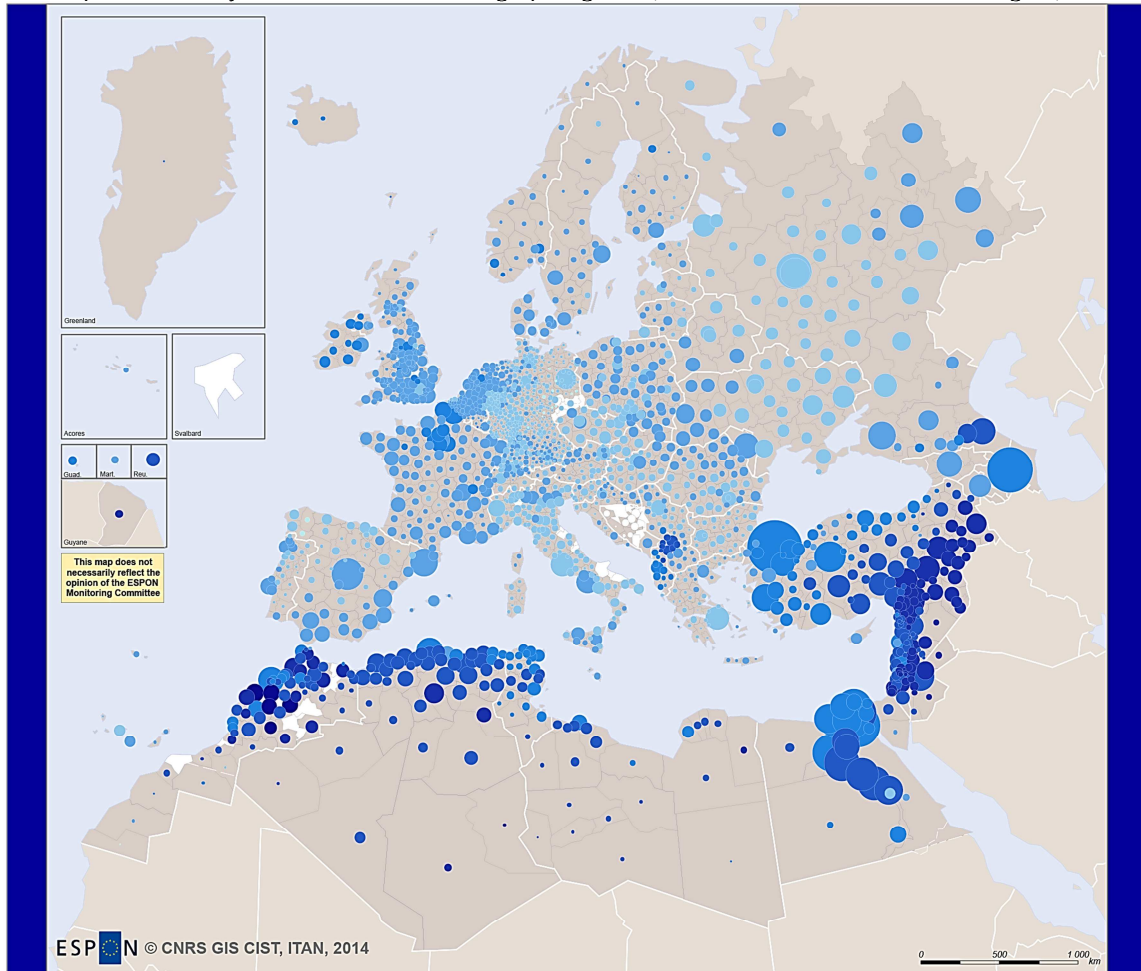 Greenland
Acores
Svalbard
Guad.
Mart.
Reu.
Guyane
This map does not
necessarily reflect the
opinion of the ESPON
Monitoring Committee
ESPON © CNRS GIS CIST, ITAN, 2014
0 500 1 000
km